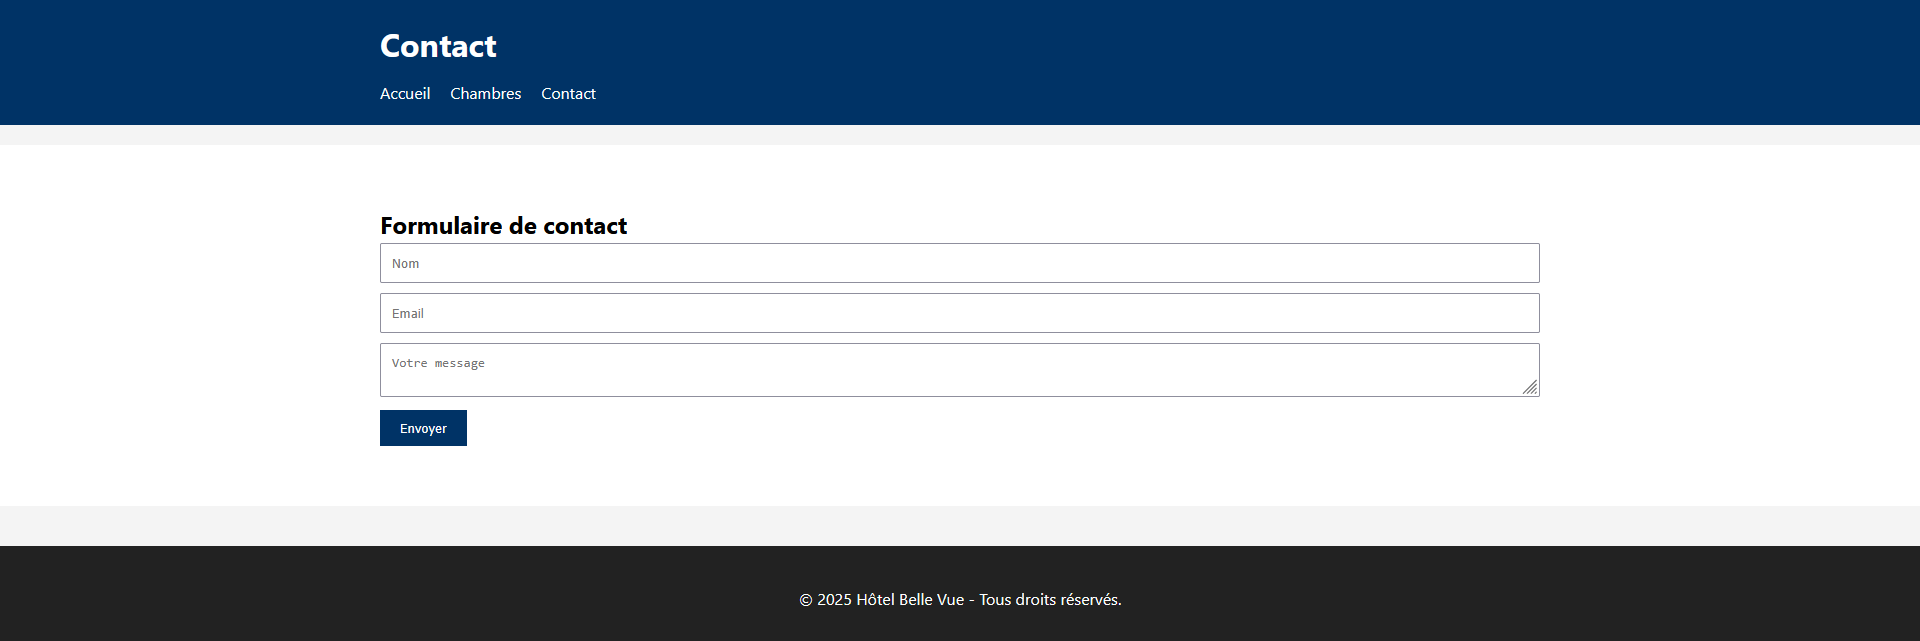 Contact
Accueil Chambres Contact
Formulaire de contact
Nom
Email
Votre message
Envoyer
© 2025 Hôtel Belle Vue - Tous droits réservés.